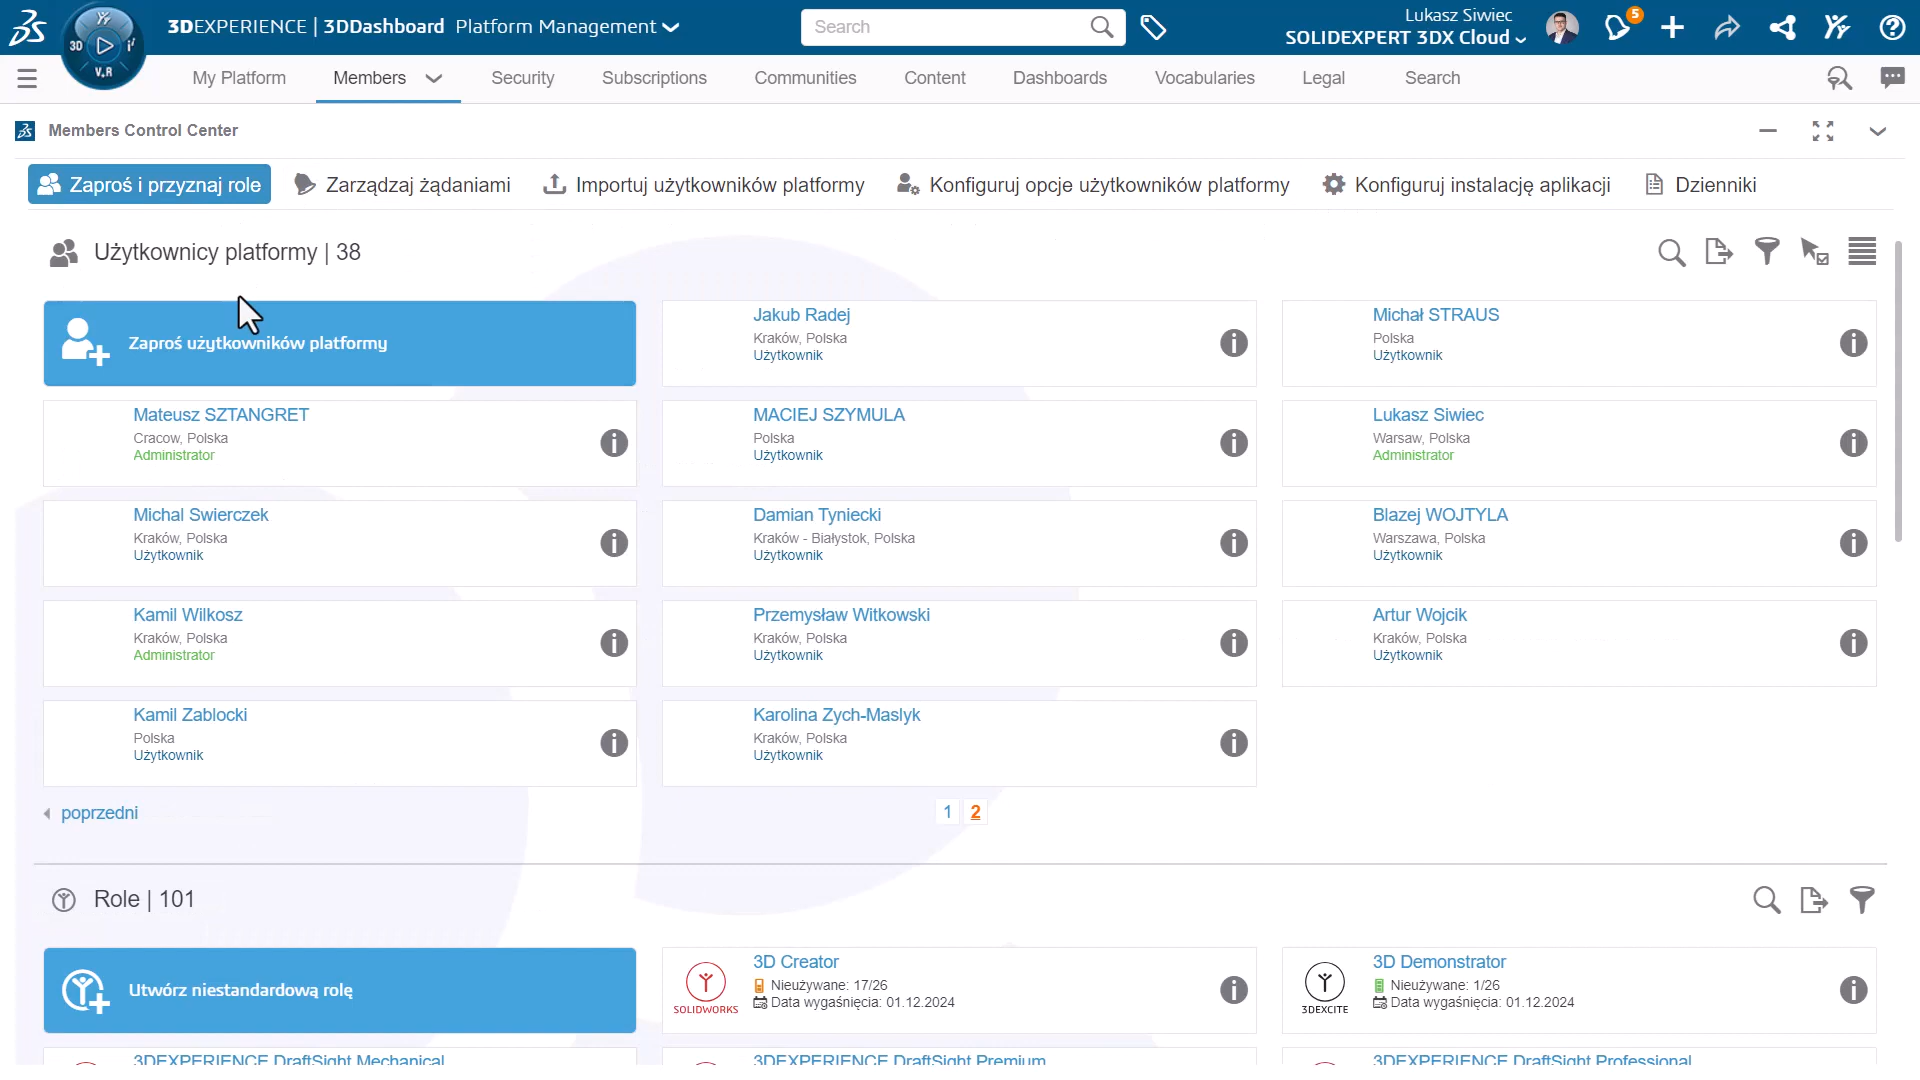 3DEXPERIENCE | 3DDashboard Platform Management
Search
Lukasz Siwiec
SOLIDEXPERT 3DX Cloud
5
3D
V.R
My Platform
Members
Security
Subscriptions
Communities
Content
Dashboards
Vocabularies
Legal
Search
Members Control Center
Zaproś i przyznaj role
Zarządzaj żądaniami
Importuj użytkowników platformy
Konfiguruj opcje użytkowników platformy
Konfiguruj instalację aplikacji
Dzienniki
Użytkownicy platformy | 38
Zaproś użytkowników platformy
Jakub Radej
Kraków, Polska
Użytkownik
Michał STRAUS
Polska
Użytkownik
Mateusz SZTANGRET
Cracow, Polska
Administrator
MACIEJ SZYMULA
Polska
Użytkownik
Lukasz Siwiec
Warsaw, Polska
Administrator
Michal Swierczek
Kraków, Polska
Użytkownik
Damian Tyniecki
Kraków - Białystok, Polska
Użytkownik
Blazej WOJTYLA
Warszawa, Polska
Użytkownik
Kamil Wilkosz
Kraków, Polska
Administrator
Przemysław Witkowski
Kraków, Polska
Użytkownik
Artur Wojcik
Kraków, Polska
Użytkownik
Kamil Zablocki
Polska
Użytkownik
Karolina Zych-Maslyk
Kraków, Polska
Użytkownik
poprzedni
1 2
Role | 101
Utwórz niestandardową rolę
SOLIDWORKS
3D Creator
Nieużywane: 17/26
Data wygaśnięcia: 01.12.2024
3DEXCITE
3D Demonstrator
Nieużywane: 1/26
Data wygaśnięcia: 01.12.2024
3DEXPERIENCE DraftSight Mechanical
3DEXPERIENCE DraftSight Premium
3DEXPERIENCE DraftSight Professional